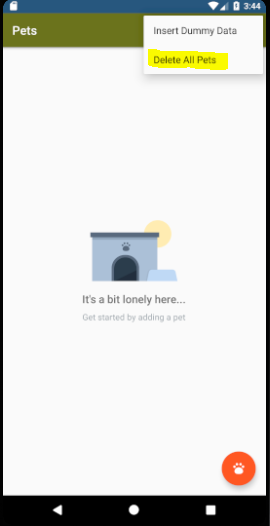 3:44
Pets
Insert Dummy Data
Delete All Pets
It's a bit lonely here...
Get started by adding a pet